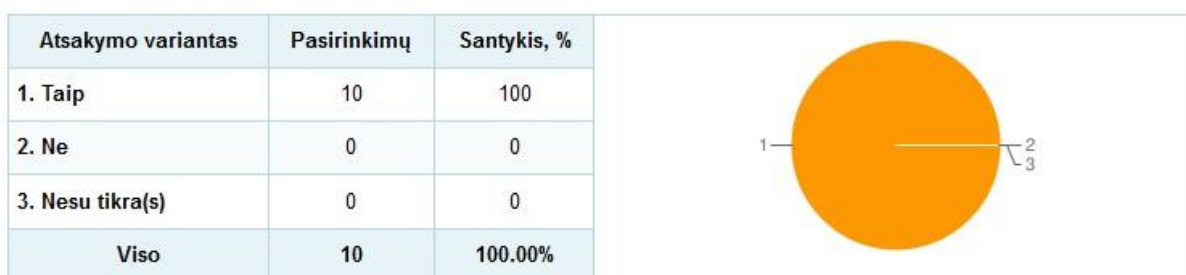 Atsakymo variantas Pasirinkimų Santykis, %
1. Taip 10 100
2. Ne 0 0
3. Nesu tikra(s) 0 0
Viso 10 100.00%
1
2
3